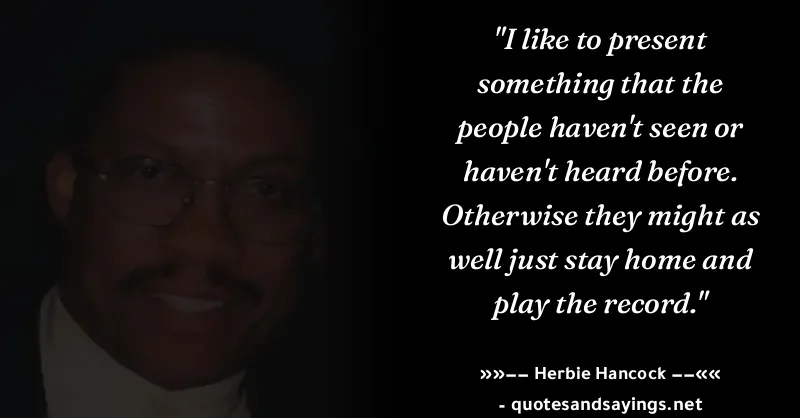 "I like to present
something that the
people haven't seen or
haven't heard before.
Otherwise they might as
well just stay home and
play the record."
»»−− Herbie Hancock −−««
- quotesandsayings.net